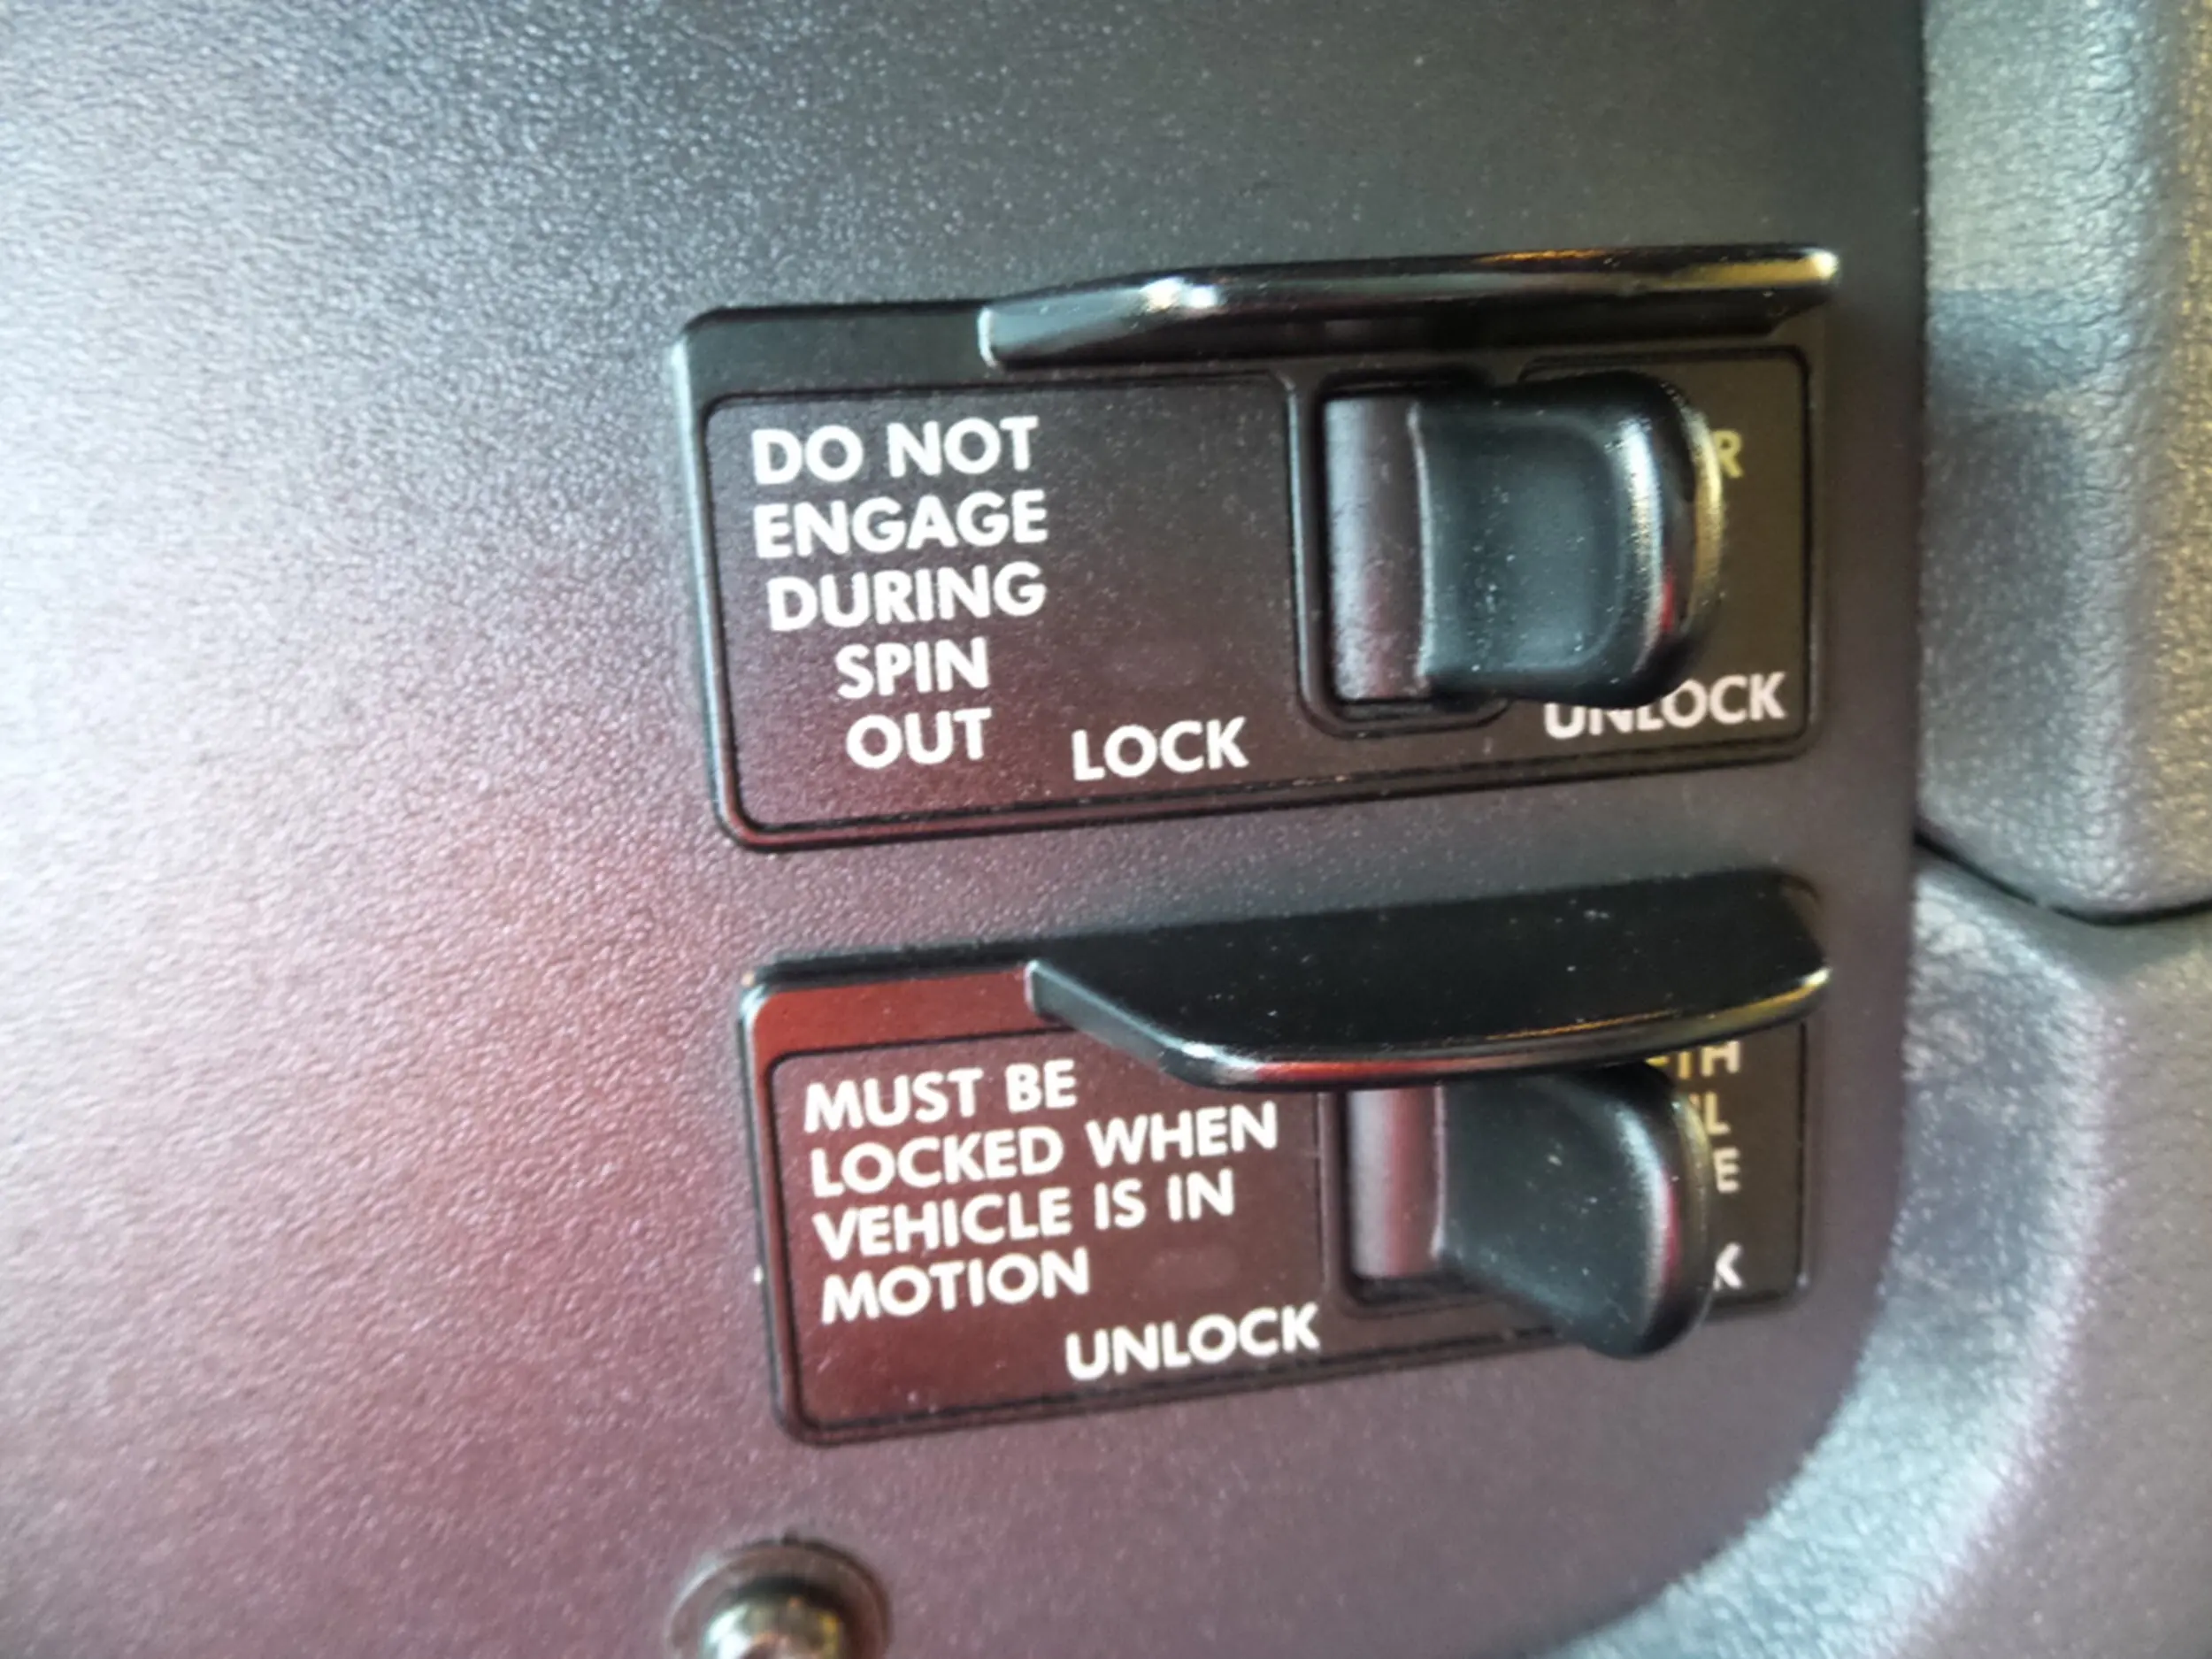 DO NOT
ENGAGE
DURING
SPIN
OUT
LOCK
UNLOCK
MUST BE
LOCKED WHEN
VEHICLE IS IN
MOTION
UNLOCK